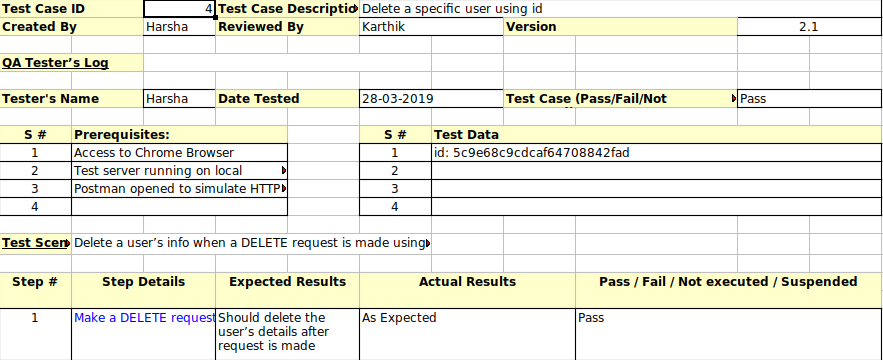 Test Case ID 4 Test Case Descriptio Delete a specific user using id
Created By Harsha Reviewed By Karthik Version 2.1
QA Tester’s Log
Tester's Name Harsha Date Tested 28-03-2019 Test Case (Pass/Fail/Not Pass
S # Prerequisites: S # Test Data
1 Access to Chrome Browser 1 id: 5c9e68c9cdcaf64708842fad
2 Test server running on local 2
3 Postman opened to simulate HTTP 3
4 4
Test Scen Delete a user’s info when a DELETE request is made using
Step # Step Details Expected Results Actual Results Pass / Fail / Not executed / Suspended
1 Make a DELETE request Should delete the As Expected Pass
user’s details after
request is made